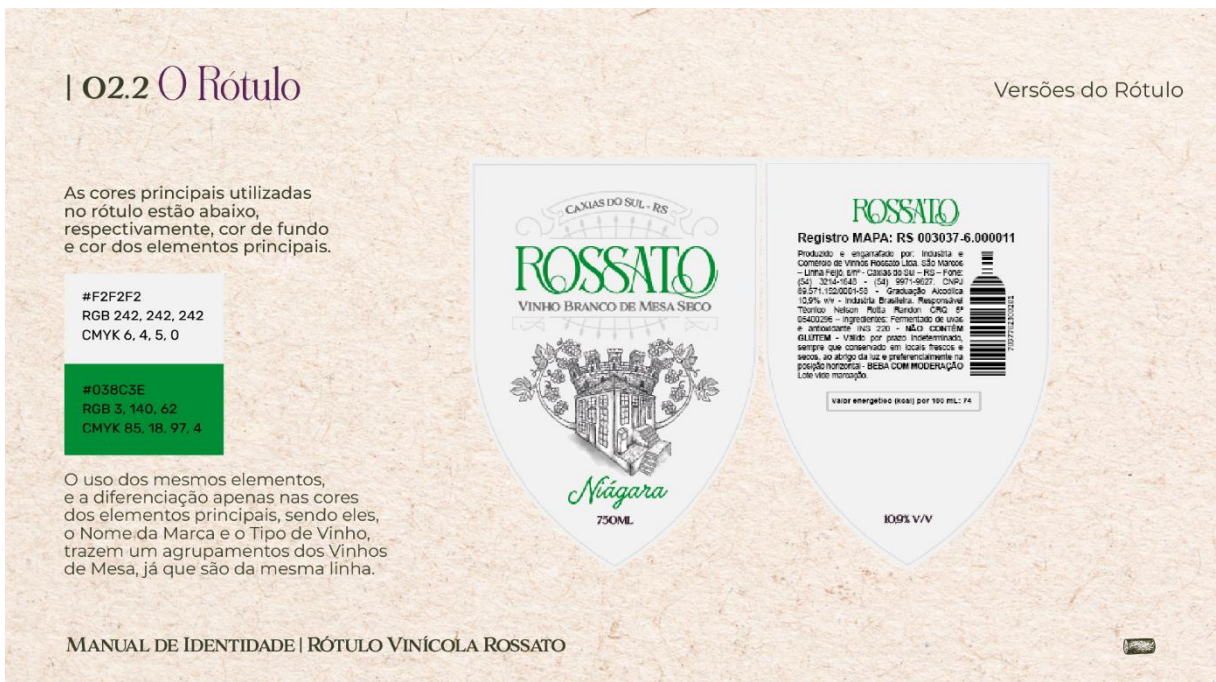 | 02.2 O Rótulo
Versões do Rótulo
As cores principais utilizadas
no rótulo estão abaixo,
respectivamente, cor de fundo
e cor dos elementos principais.
#F2F2F2
RGB 242, 242, 242
CMYK 6, 4, 5, 0
#038C3E
RGB 3, 140, 62
CMYK 85, 18, 97, 4
O uso dos mesmos elementos,
e a diferenciação apenas nas cores
dos elementos principais, sendo eles,
o Nome da Marca e o Tipo de Vinho,
trazem um agrupamentos dos Vinhos
de Mesa, já que são da mesma linha.
CAXIAS DO SUL - RS
ROSSATO
VINHO BRANCO DE MESA SECO
Niágara
750ML
ROSSATO
Registro MAPA: RS 003037-6.000011
Produzido e engarrafado por: Indústria e
Comércio de Vinhos Rossato Ltda. São Marcos
– Linha Feijó, s/nº - Caxias do Sul – RS – Fone:
(54) 3214-1648 - (54) 9971-9627. CNPJ
89.571.152/0001-58 - Graduação Alcoólica
10,9% v/v - Indústria Brasileira. Responsável
Técnico Nelson Rotta Randon CRQ 5ª
05400296 – Ingredientes: Fermentado de uvas
e antioxidante INS 220 - NÃO CONTÉM
GLÚTEM - Válido por prazo indeterminado,
sempre que conservado em locais frescos e
secos, ao abrigo da luz e preferencialmente na
posição horizontal - BEBA COM MODERAÇÃO
Lote vide marcação.
Valor energético (kcal) por 100 mL: 74
10,9% V/V
MANUAL DE IDENTIDADE | RÓTULO VINÍCOLA ROSSATO